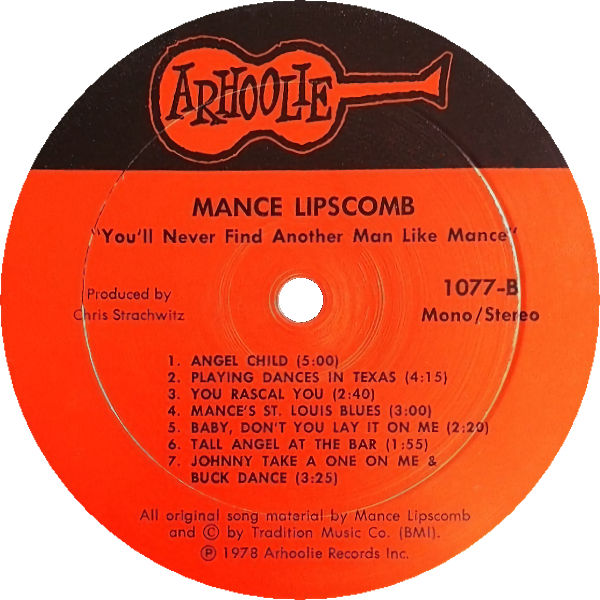 ARHOOLIE
MANCE LIPSCOMB
"You'll Never Find Another Man Like Mance"
Produced by
Chris Strachwitz
1077-B
Mono/Stereo
1. ANGEL CHILD (5:00)
2. PLAYING DANCES IN TEXAS (4:15)
3. YOU RASCAL YOU (2:40)
4. MANCE'S ST. LOUIS BLUES (3:00)
5. BABY, DON'T YOU LAY IT ON ME (2:20)
6. TALL ANGEL AT THE BAR (1:55)
7. JOHNNY TAKE A ONE ON ME &
BUCK DANCE (3:25)
All original song material by Mance Lipscomb
and © by Tradition Music Co. (BMI).
℗ 1978 Arhoolie Records Inc.